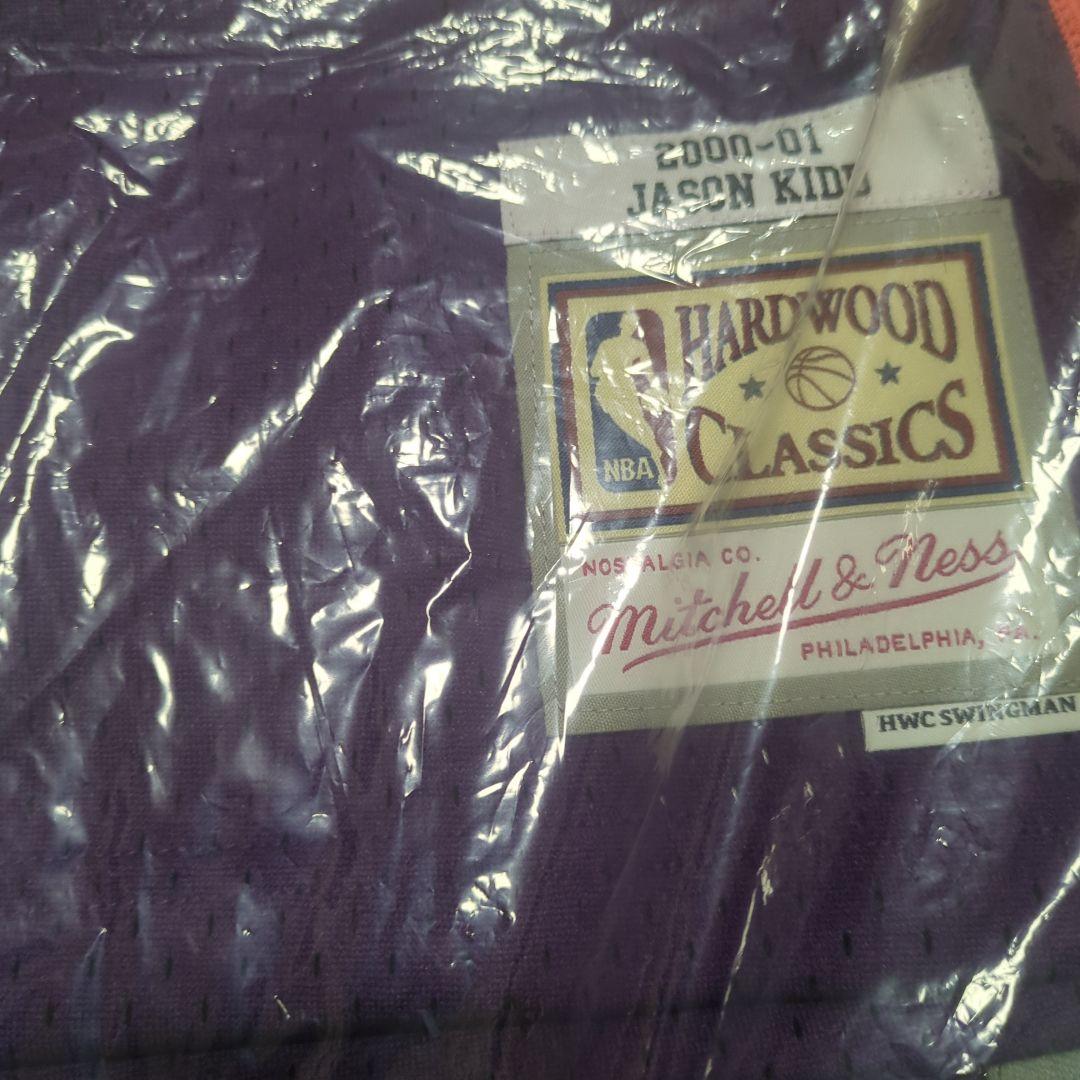 2000-01
JASON KIDD
HARDWOOD
CLASSICS
NBA
NOSTALGIA CO.
Mitchell & Ness
PHILADELPHIA, PA.
HWC SWINGMAN